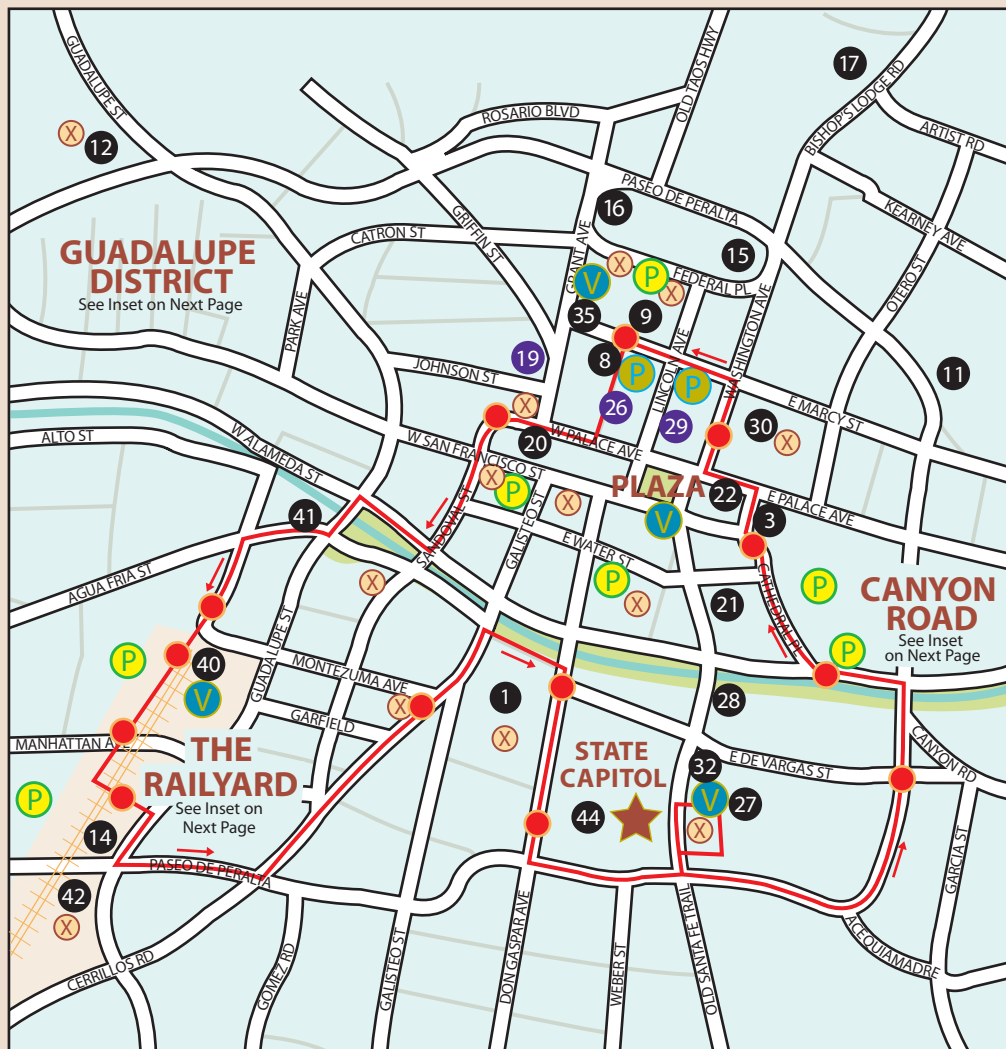 GUADALUPE ST
17
OLD TAOS HWY
BISHOP'S LODGE RD
ROSARIO BLVD
ARTIST RD
X
12
PASEO DE PERALTA
16
KEARNEY AVE
GRIFFIN ST
CATRON ST
GRANT AVE
15
OTERO ST
GUADALUPE
DISTRICT
See Inset on Next Page
X
P
X
FEDERAL PL
V
35
9
PARK AVE
LINCOLN AVE
WASHINGTON AVE
19
8
P
P
11
JOHNSON ST
26
29
30
X
E MARCY ST
X
20
W PALACE AVE
ALTO ST
W ALAMEDA ST
W SAN FRANCISCO ST
X
P
X
PLAZA
22
E PALACE AVE
V
3
41
SANDOVAL ST
GALISTEO ST
E WATER ST
AGUA FRIA ST
X
P
X
CATHEDRAL PL
P
21
CANYON
ROAD
See Inset
on Next Page
P
P
40
V
GUADALUPE ST
MONTEZUMA AVE
X
GARFIELD
1
X
28
MANHATTAN AVE
THE
RAILYARD
See Inset on
Next Page
STATE
CAPITOL
44
32
V
27
X
E DE VARGAS ST
CANYON RD
P
14
PASEO DE PERALTA
GARCIA ST
42
X
CERRILLOS RD
GOMEZ RD
GALISTEO ST
DON GASPAR AVE
WEBER ST
OLD SANTA FE TRAIL
ACEQUIAMADRE